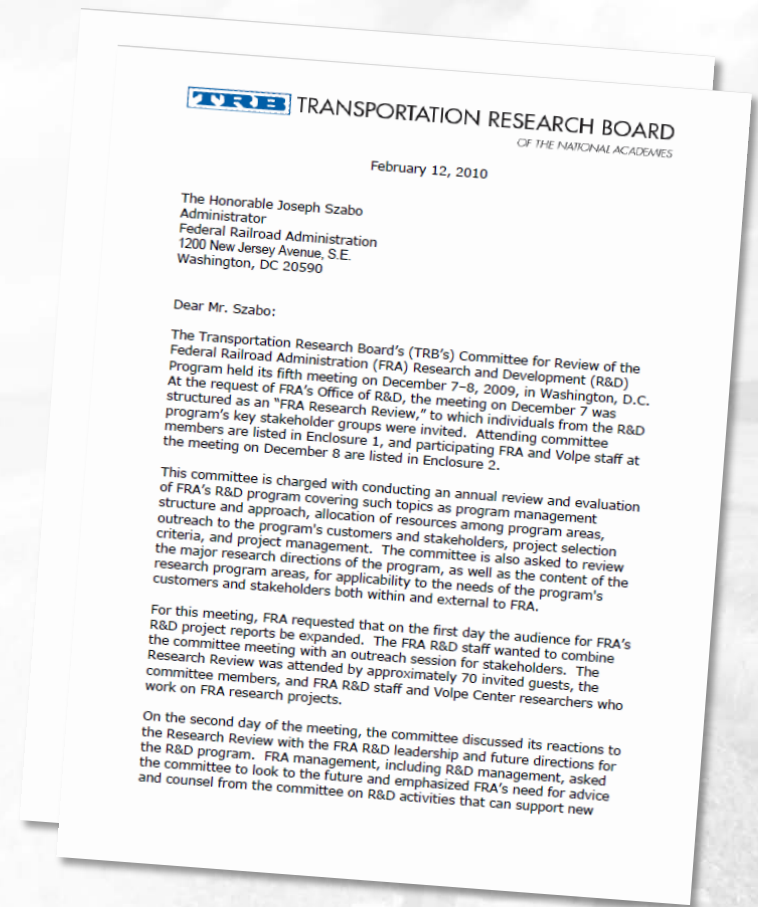 TRB TRANSPORTATION RESEARCH BOARD
OF THE NATIONAL ACADEMIES
February 12, 2010
The Honorable Joseph Szabo
Administrator
Federal Railroad Administration
1200 New Jersey Avenue, S.E.
Washington, DC 20590
Dear Mr. Szabo:
The Transportation Research Board's (TRB's) Committee for Review of the
Federal Railroad Administration (FRA) Research and Development (R&D)
Program held its fifth meeting on December 7–8, 2009, in Washington, D.C.
At the request of FRA's Office of R&D, the meeting on December 7 was
structured as an "FRA Research Review," to which individuals from the R&D
program's key stakeholder groups were invited. Attending committee
members are listed in Enclosure 1, and participating FRA and Volpe staff at
the meeting on December 8 are listed in Enclosure 2.
This committee is charged with conducting an annual review and evaluation
of FRA's R&D program covering such topics as program management
structure and approach, allocation of resources among program areas,
outreach to the program's customers and stakeholders, project selection
criteria, and project management. The committee is also asked to review
the major research directions of the program, as well as the content of the
research program areas, for applicability to the needs of the program's
customers and stakeholders both within and external to FRA.
For this meeting, FRA requested that on the first day the audience for FRA's
R&D project reports be expanded. The FRA R&D staff wanted to combine
the committee meeting with an outreach session for stakeholders. The
Research Review was attended by approximately 70 invited guests, the
committee members, and FRA R&D staff and Volpe Center researchers who
work on FRA research projects.
On the second day of the meeting, the committee discussed its reactions to
the Research Review with the FRA R&D leadership and future directions for
the R&D program. FRA management, including R&D management, asked
the committee to look to the future and emphasized FRA's need for advice
and counsel from the committee on R&D activities that can support new